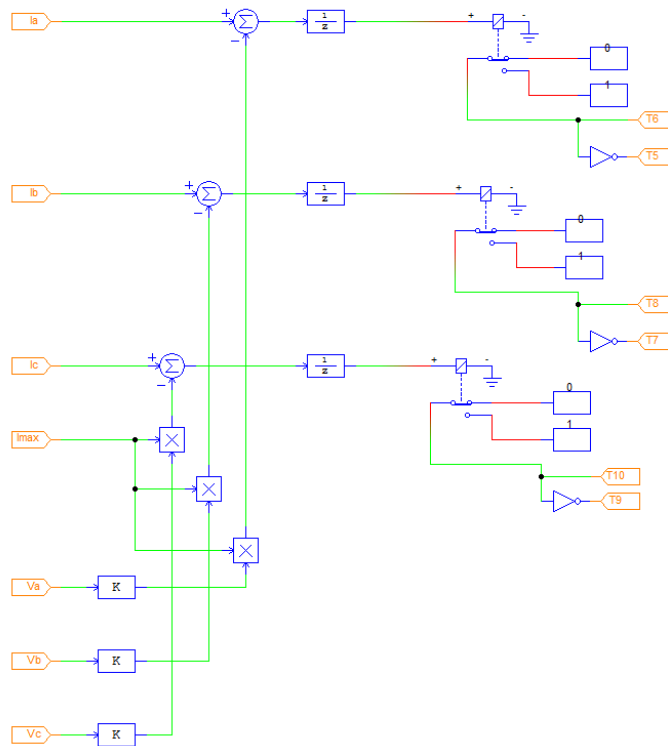 Ia
+
−
Σ
1
z
+
-
0
1
T6
T5
Ib
+
−
Σ
1
z
+
-
0
1
T8
T7
Ic
+
−
Σ
1
z
+
-
0
1
Imax
×
T10
×
T9
×
Va
K
Vb
K
Vc
K